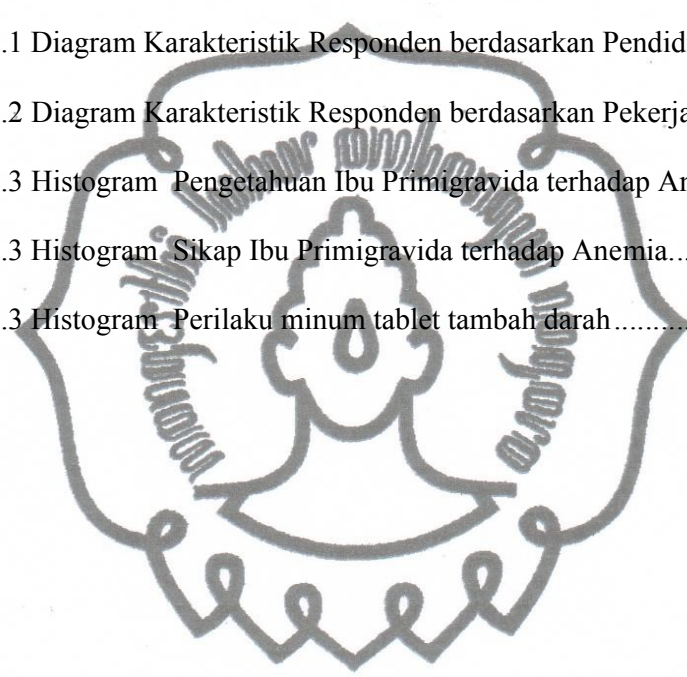 .1 Diagram Karakteristik Responden berdasarkan Pendid
.2 Diagram Karakteristik Responden berdasarkan Pekerja
.3 Histogram Pengetahuan Ibu Primigravida terhadap An
.3 Histogram Sikap Ibu Primigravida terhadap Anemia...
.3 Histogram Perilaku minum tablet tambah darah..........